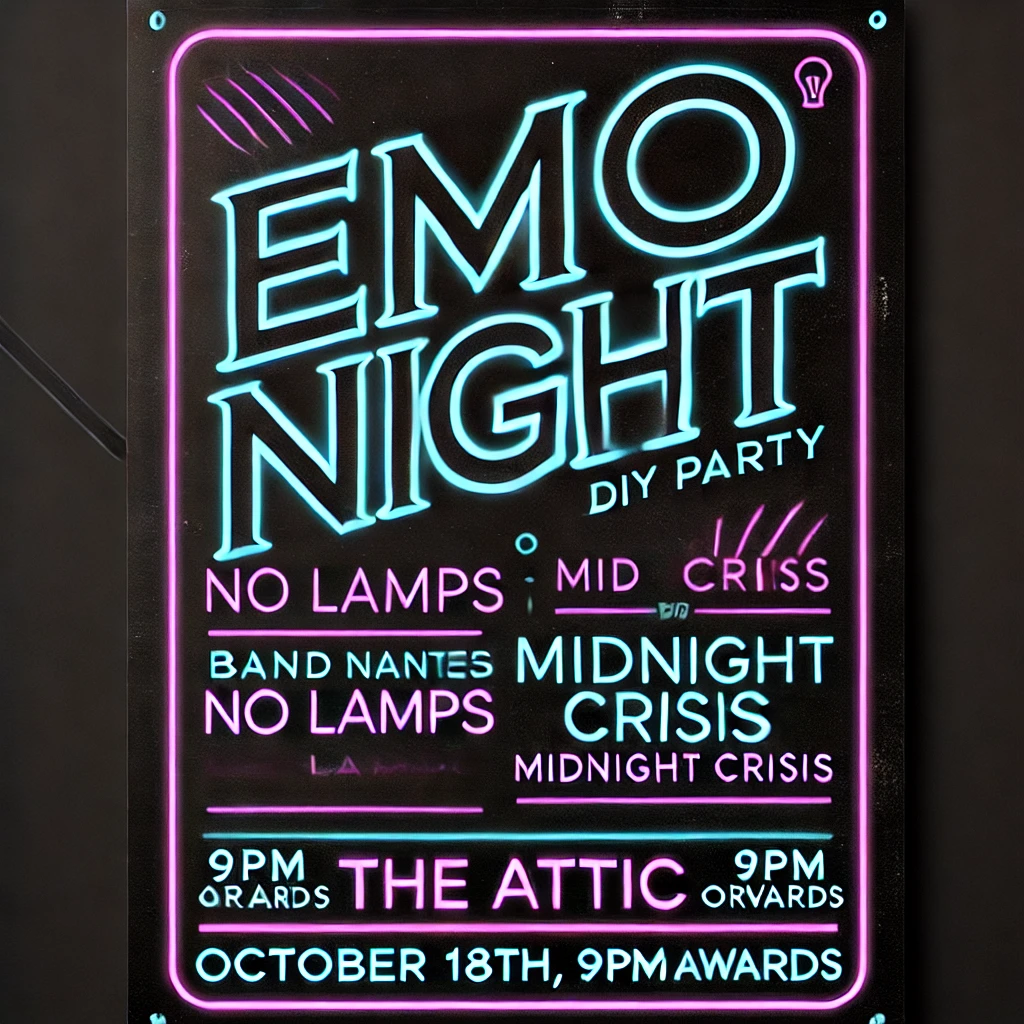 EMO
NIGHT
DIY PARTY
NO LAMPS
MID CRISS
BAND NANTES
NO LAMPS
LA
MIDNIGHT
CRISIS
MIDNIGHT CRISIS
9PM
ORARDS
THE ATTIC
9PM
ORVARDS
OCTOBER 18TH, 9PM AWARDS